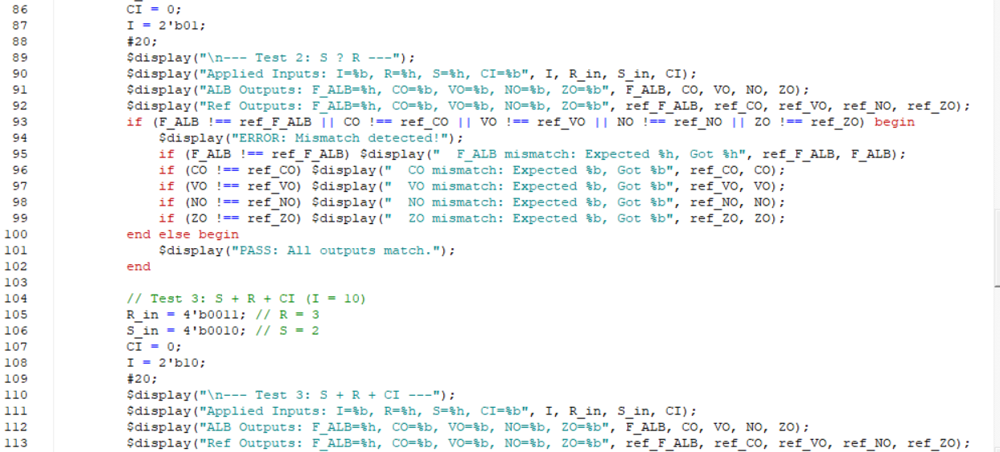 86 CI = 0;
87 I = 2'b01;
88 #20;
89 $display("\n--- Test 2: S ? R ---");
90 $display("Applied Inputs: I=%b, R=%h, S=%h, CI=%b", I, R_in, S_in, CI);
91 $display("ALB Outputs: F_ALB=%h, CO=%b, VO=%b, NO=%b, ZO=%b", F_ALB, CO, VO, NO, ZO);
92 $display("Ref Outputs: F_ALB=%h, CO=%b, VO=%b, NO=%b, ZO=%b", ref_F_ALB, ref_CO, ref_VO, ref_NO, ref_ZO);
93 if (F_ALB !== ref_F_ALB || CO !== ref_CO || VO !== ref_VO || NO !== ref_NO || ZO !== ref_ZO) begin
94 $display("ERROR: Mismatch detected!");
95 if (F_ALB !== ref_F_ALB) $display("  F_ALB mismatch: Expected %h, Got %h", ref_F_ALB, F_ALB);
96 if (CO !== ref_CO) $display("  CO mismatch: Expected %b, Got %b", ref_CO, CO);
97 if (VO !== ref_VO) $display("  VO mismatch: Expected %b, Got %b", ref_VO, VO);
98 if (NO !== ref_NO) $display("  NO mismatch: Expected %b, Got %b", ref_NO, NO);
99 if (ZO !== ref_ZO) $display("  ZO mismatch: Expected %b, Got %b", ref_ZO, ZO);
100 end else begin
101 $display("PASS: All outputs match.");
102 end
103
104 // Test 3: S + R + CI (I = 10)
105 R_in = 4'b0011; // R = 3
106 S_in = 4'b0010; // S = 2
107 CI = 0;
108 I = 2'b10;
109 #20;
110 $display("\n--- Test 3: S + R + CI ---");
111 $display("Applied Inputs: I=%b, R=%h, S=%h, CI=%b", I, R_in, S_in, CI);
112 $display("ALB Outputs: F_ALB=%h, CO=%b, VO=%b, NO=%b, ZO=%b", F_ALB, CO, VO, NO, ZO);
113 $display("Ref Outputs: F_ALB=%h, CO=%b, VO=%b, NO=%b, ZO=%b", ref_F_ALB, ref_CO, ref_VO, ref_NO, ref_ZO);